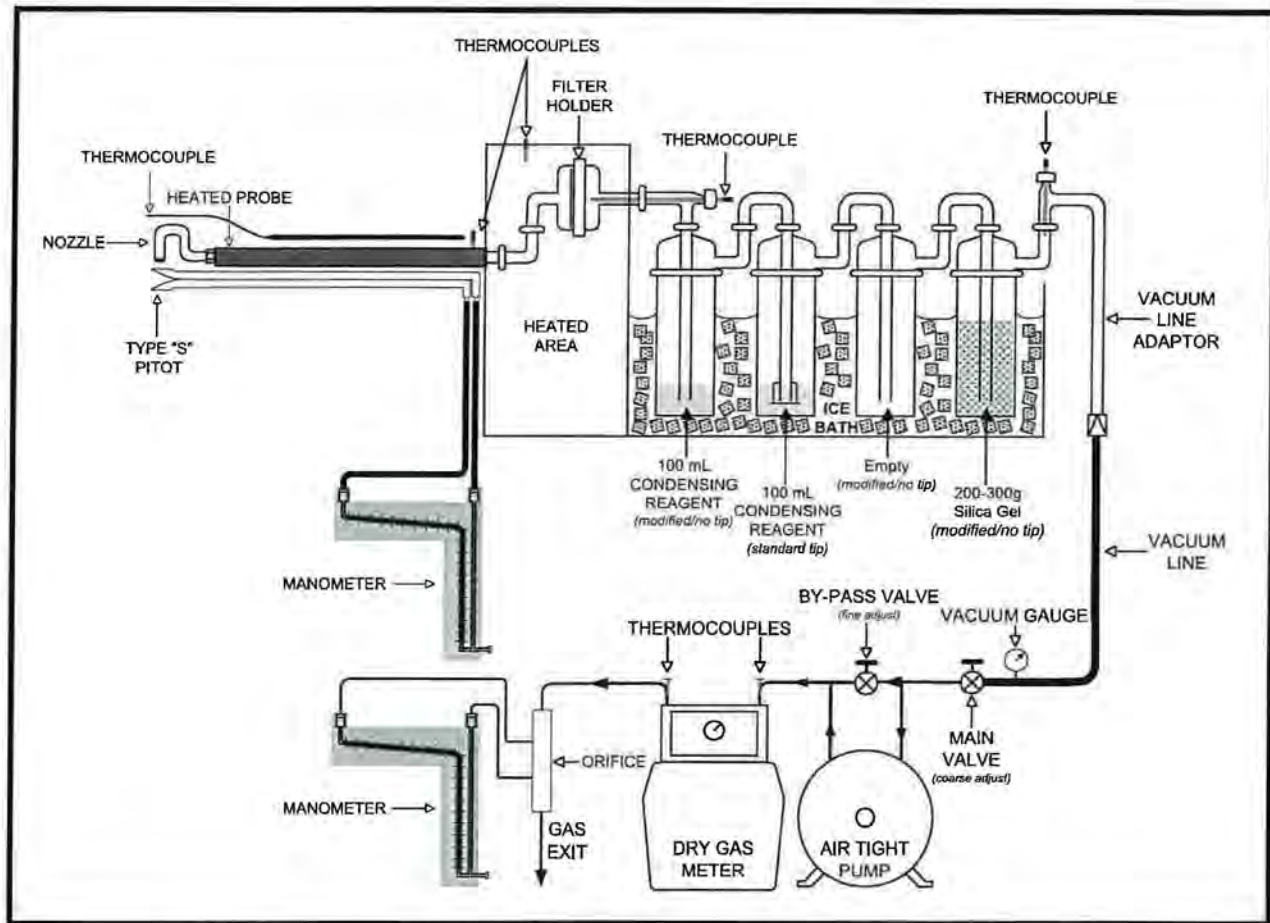 THERMOCOUPLES
FILTER
HOLDER
THERMOCOUPLE
THERMOCOUPLE
THERMOCOUPLE
HEATED PROBE
NOZZLE
TYPE "S"
PITOT
HEATED
AREA
VACUUM
LINE
ADAPTOR
ICE
BATH
100 mL
CONDENSING
REAGENT
(modified/no tip)
100 mL
CONDENSING
REAGENT
(standard tip)
Empty
(modified/no tip)
200-300g
Silica Gel
(modified/no tip)
VACUUM
LINE
MANOMETER
BY-PASS VALVE
(fine adjust)
VACUUM GAUGE
THERMOCOUPLES
MAIN
VALVE
(coarse adjust)
ORIFICE
MANOMETER
GAS
EXIT
DRY GAS
METER
AIR TIGHT
PUMP